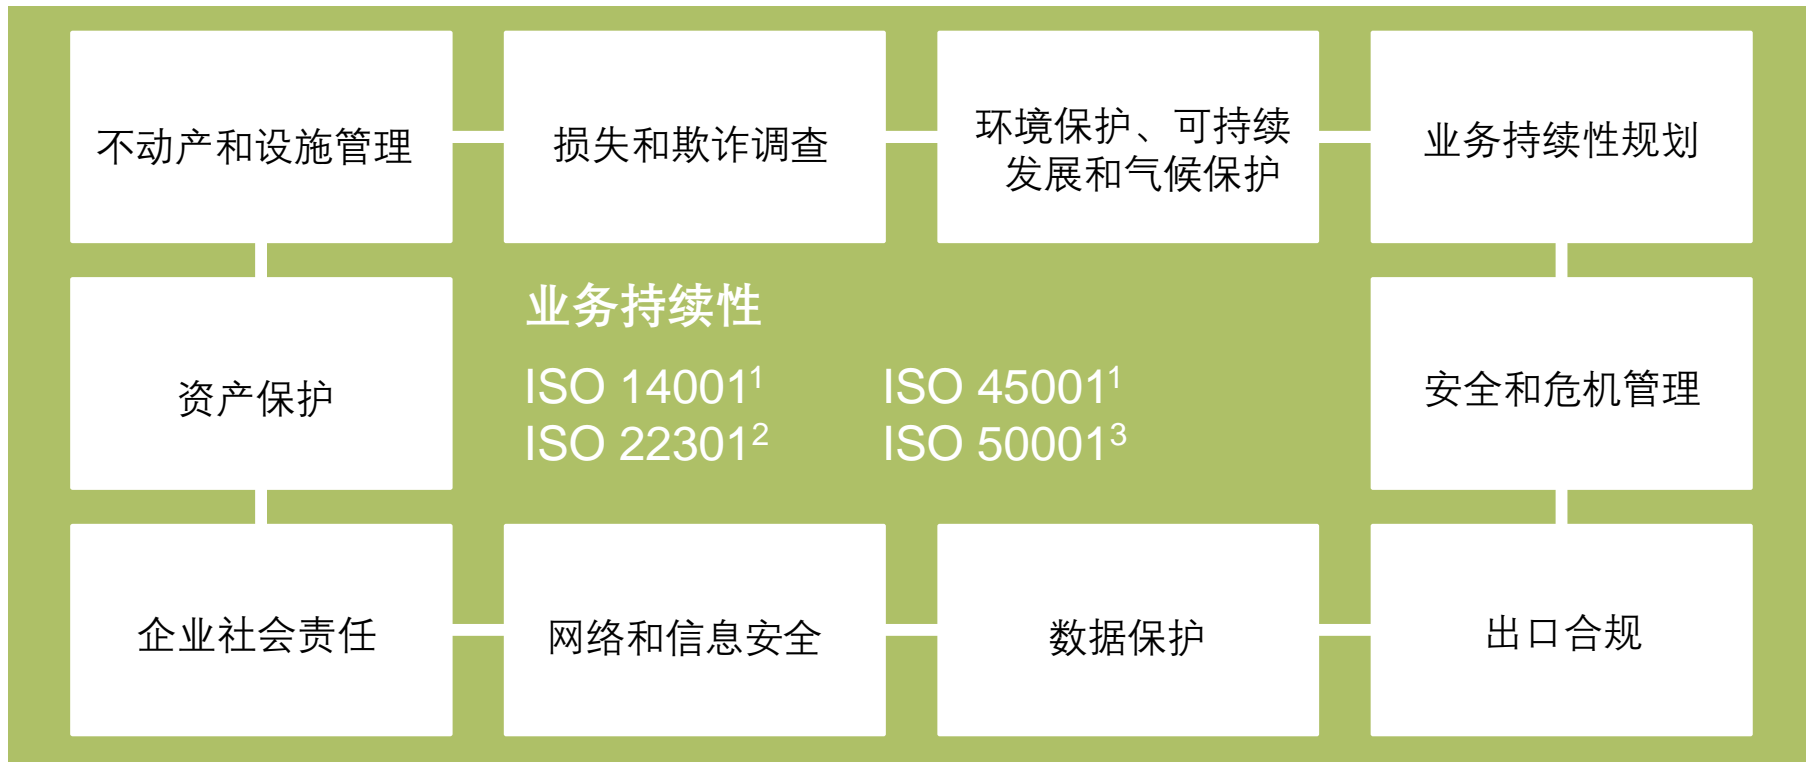 不动产和设施管理
损失和欺诈调查
环境保护、可持续
发展和气候保护
业务持续性规划
业务持续性
ISO 14001¹ ISO 45001¹
ISO 22301² ISO 50001³
资产保护
安全和危机管理
企业社会责任
网络和信息安全
数据保护
出口合规